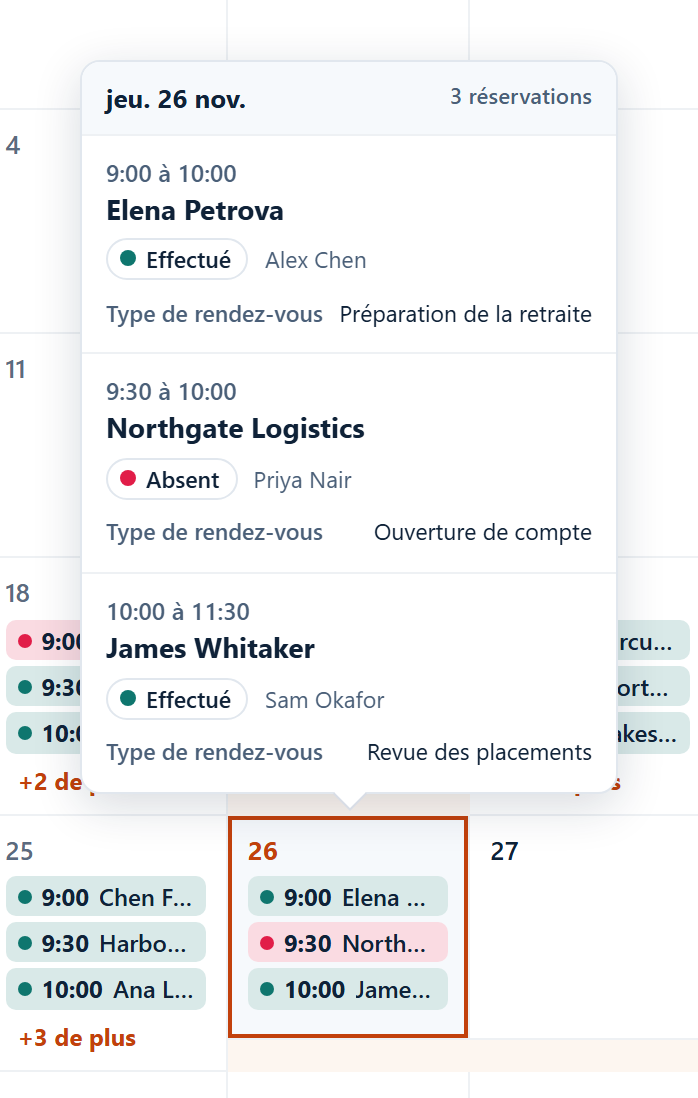 jeu. 26 nov.
3 réservations
9:00 à 10:00
Elena Petrova
Effectué
Alex Chen
Type de rendez-vous
Préparation de la retraite
9:30 à 10:00
Northgate Logistics
Absent
Priya Nair
Type de rendez-vous
Ouverture de compte
10:00 à 11:30
James Whitaker
Effectué
Sam Okafor
Type de rendez-vous
Revue des placements
4
11
18
9:00
9:30
+2 de
rcu...
ort...
akes...
25
9:00 Chen F...
9:30 Harbo...
10:00 Ana L...
+3 de plus
26
9:00 Elena ...
9:30 North...
10:00 Jame...
27